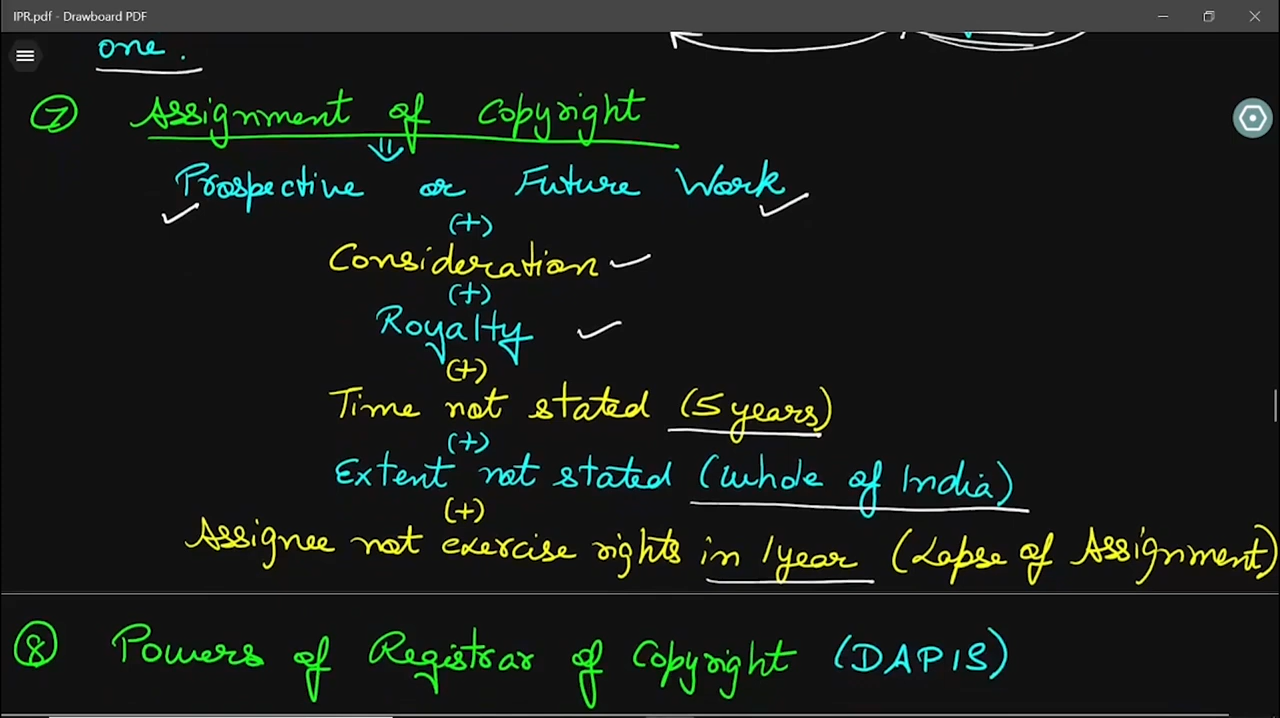 IPR.pdf - Drawboard PDF
one.
7 Assignment of Copyright
Prospective or Future Work
(+)
Consideration
(+)
Royalty
(+)
Time not stated (5 years)
(+)
Extent not stated (Whole of India)
(+)
Assignee not exercise rights in 1 year (Lapse of Assignment)
8 Powers of Registrar of Copyright (DAPIS)